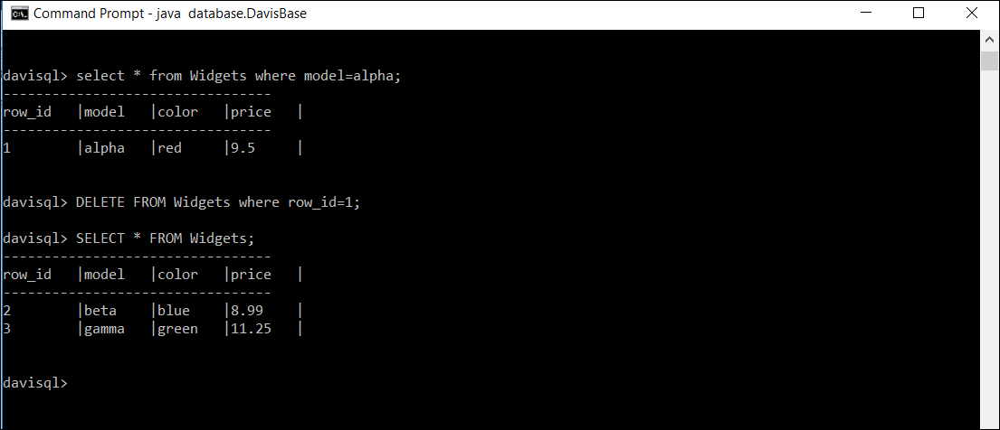 Command Prompt - java  database.DavisBase
davisql> select * from Widgets where model=alpha;
---------------------------------
row_id   |model   |color   |price   |
---------------------------------
1        |alpha   |red     |9.5     |
davisql> DELETE FROM Widgets where row_id=1;
davisql> SELECT * FROM Widgets;
---------------------------------
row_id   |model   |color   |price   |
---------------------------------
2        |beta    |blue    |8.99    |
3        |gamma   |green   |11.25   |
davisql>